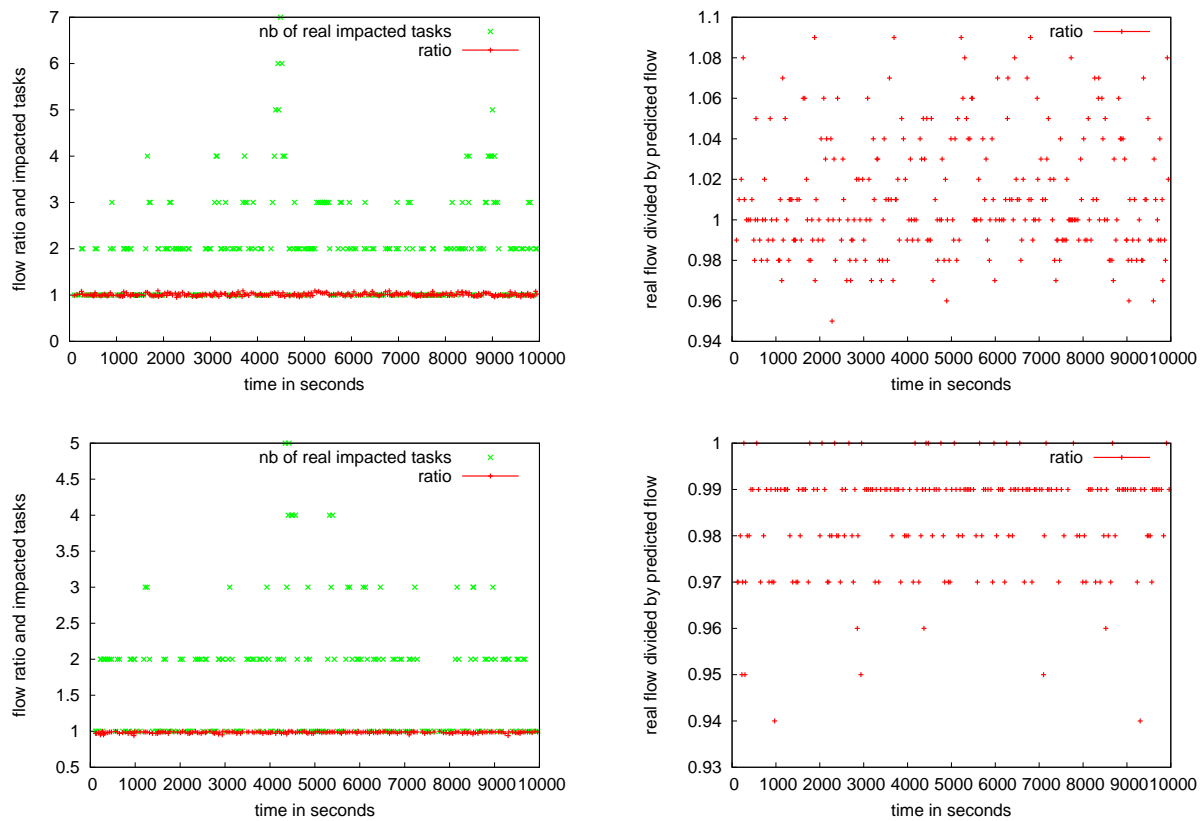 7
6
5
4
3
2
1
0
0 1000 2000 3000 4000 5000 6000 7000 8000 9000 10000
flow ratio and impacted tasks
time in seconds
nb of real impacted tasks
ratio
1.1
1.08
1.06
1.04
1.02
1
0.98
0.96
0.94
0 1000 2000 3000 4000 5000 6000 7000 8000 9000 10000
real flow divided by predicted flow
time in seconds
ratio
5
4.5
4
3.5
3
2.5
2
1.5
1
0.5
0 1000 2000 3000 4000 5000 6000 7000 8000 9000 10000
flow ratio and impacted tasks
time in seconds
nb of real impacted tasks
ratio
1
0.99
0.98
0.97
0.96
0.95
0.94
0.93
0 1000 2000 3000 4000 5000 6000 7000 8000 9000 10000
real flow divided by predicted flow
time in seconds
ratio